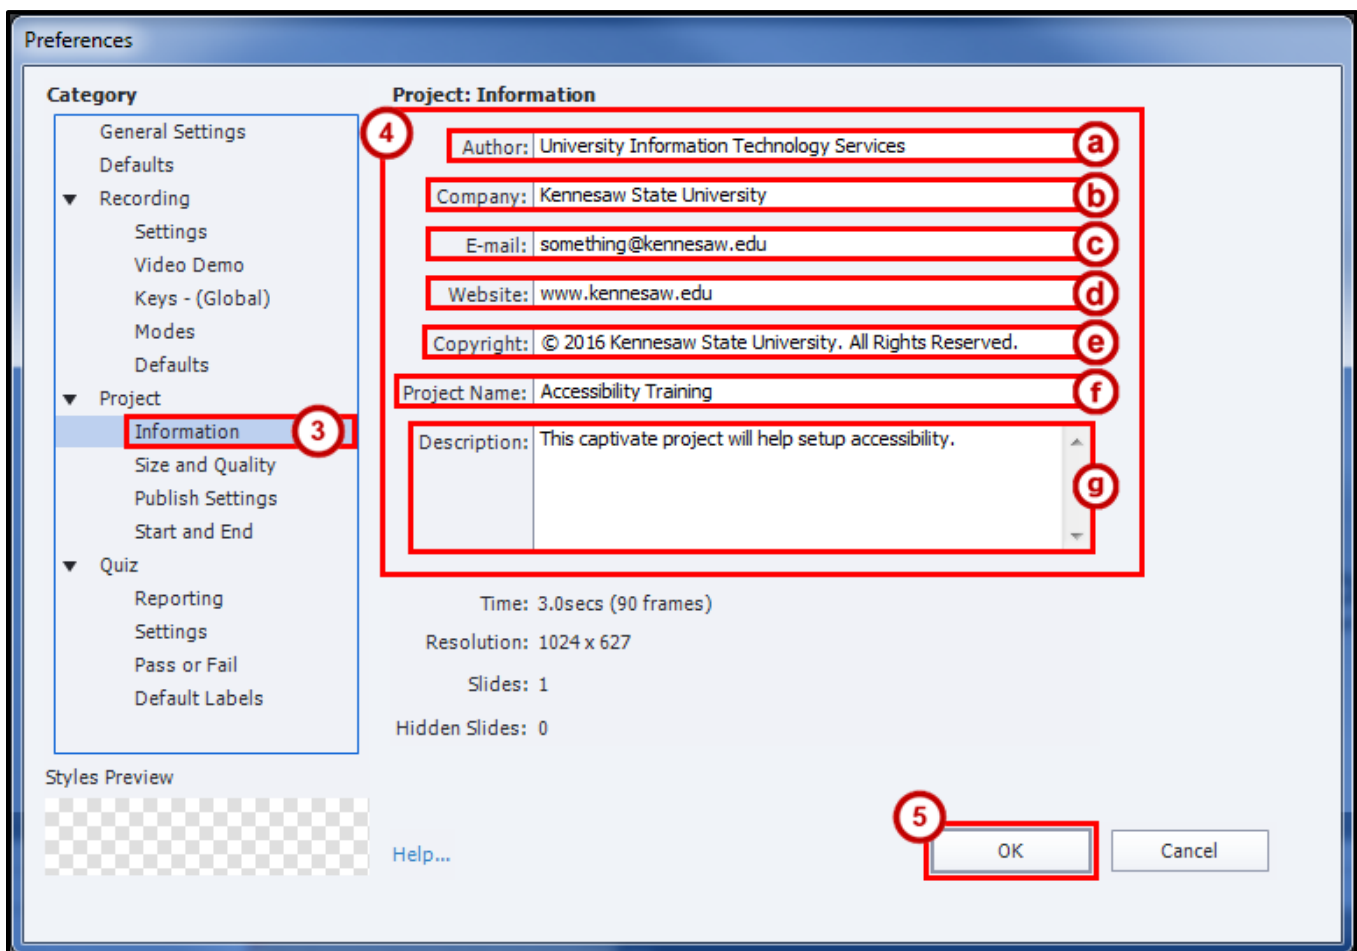 Preferences
Category
General Settings
Defaults
Recording
Settings
Video Demo
Keys - (Global)
Modes
Defaults
Project
Information
3
Size and Quality
Publish Settings
Start and End
Quiz
Reporting
Settings
Pass or Fail
Default Labels
Styles Preview
Project: Information
4
Author: University Information Technology Services a
Company: Kennesaw State University b
E-mail: something@kennesaw.edu c
Website: www.kennesaw.edu d
Copyright: © 2016 Kennesaw State University. All Rights Reserved. e
Project Name: Accessibility Training f
Description: This captivate project will help setup accessibility.
g
Time: 3.0secs (90 frames)
Resolution: 1024 x 627
Slides: 1
Hidden Slides: 0
Help...
5
OK
Cancel